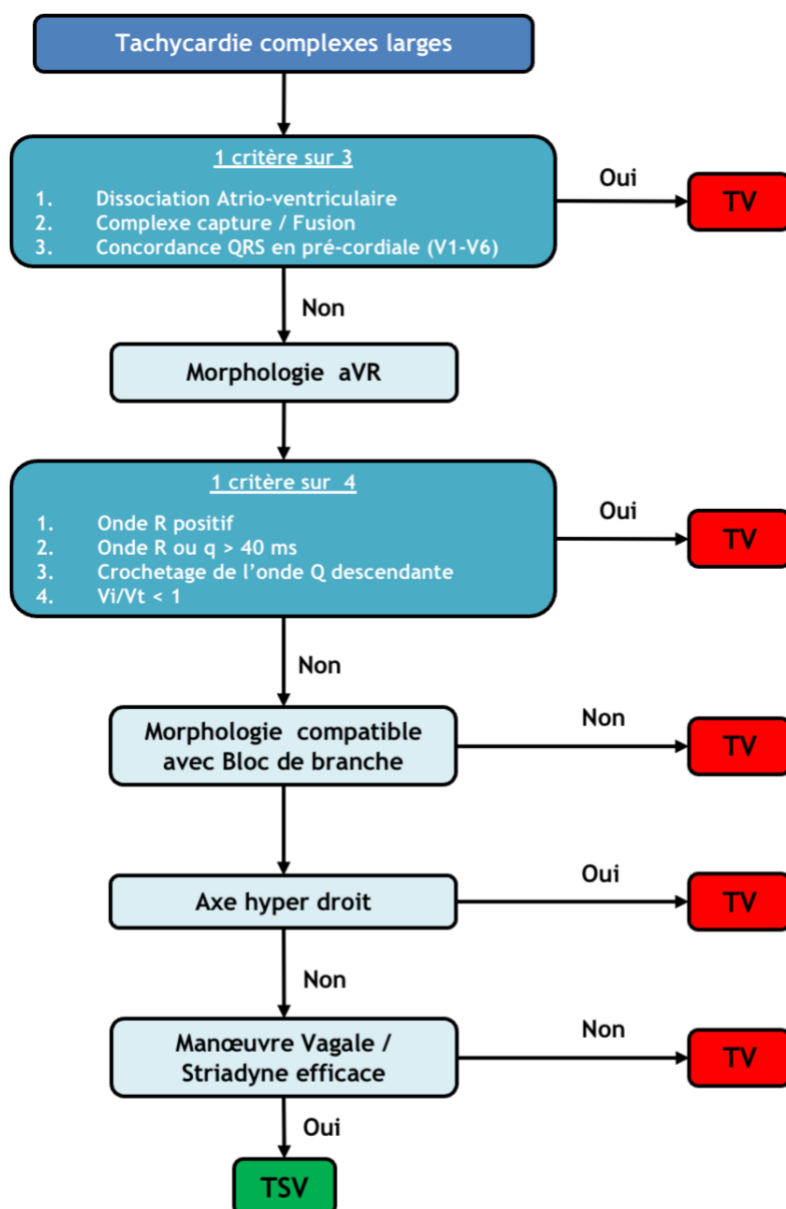 Tachycardie complexes larges
1 critère sur 3
1. Dissociation Atrio-ventriculaire
2. Complexe capture / Fusion
3. Concordance QRS en pré-cordiale (V1-V6)
Oui
TV
Non
Morphologie aVR
1 critère sur 4
1. Onde R positif
2. Onde R ou q > 40 ms
3. Crochetage de l'onde Q descendante
4. Vi/Vt < 1
Oui
TV
Non
Morphologie compatible
avec Bloc de branche
Non
TV
Axe hyper droit
Oui
TV
Non
Manœuvre Vagale /
Striadyne efficace
Non
TV
Oui
TSV